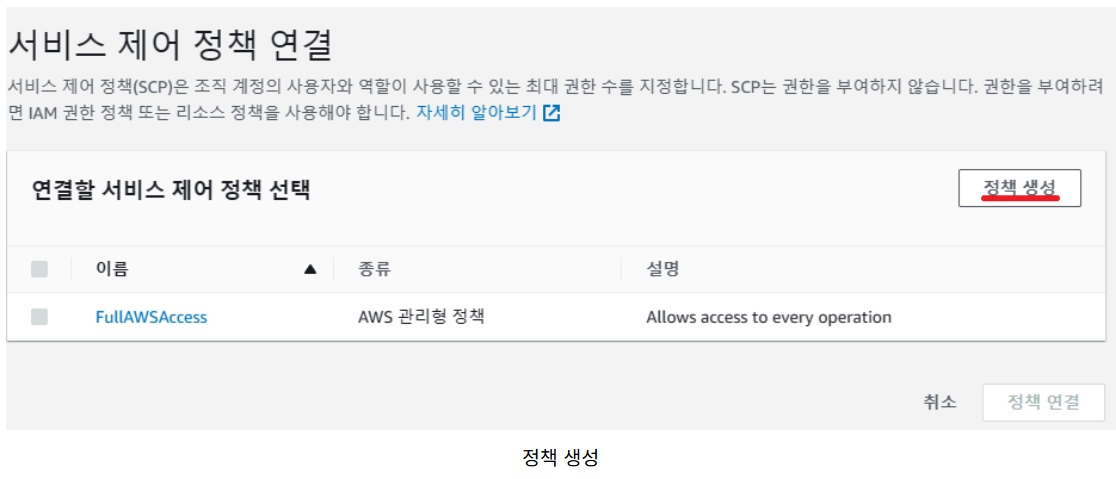 서비스 제어 정책 연결
서비스 제어 정책(SCP)은 조직 계정의 사용자와 역할이 사용할 수 있는 최대 권한 수를 지정합니다. SCP는 권한을 부여하지 않습니다. 권한을 부여하려
면 IAM 권한 정책 또는 리소스 정책을 사용해야 합니다. 자세히 알아보기
연결할 서비스 제어 정책 선택
정책 생성
이름 ▲ 종류 설명
FullAWSAccess AWS 관리형 정책 Allows access to every operation
취소 정책 연결
정책 생성